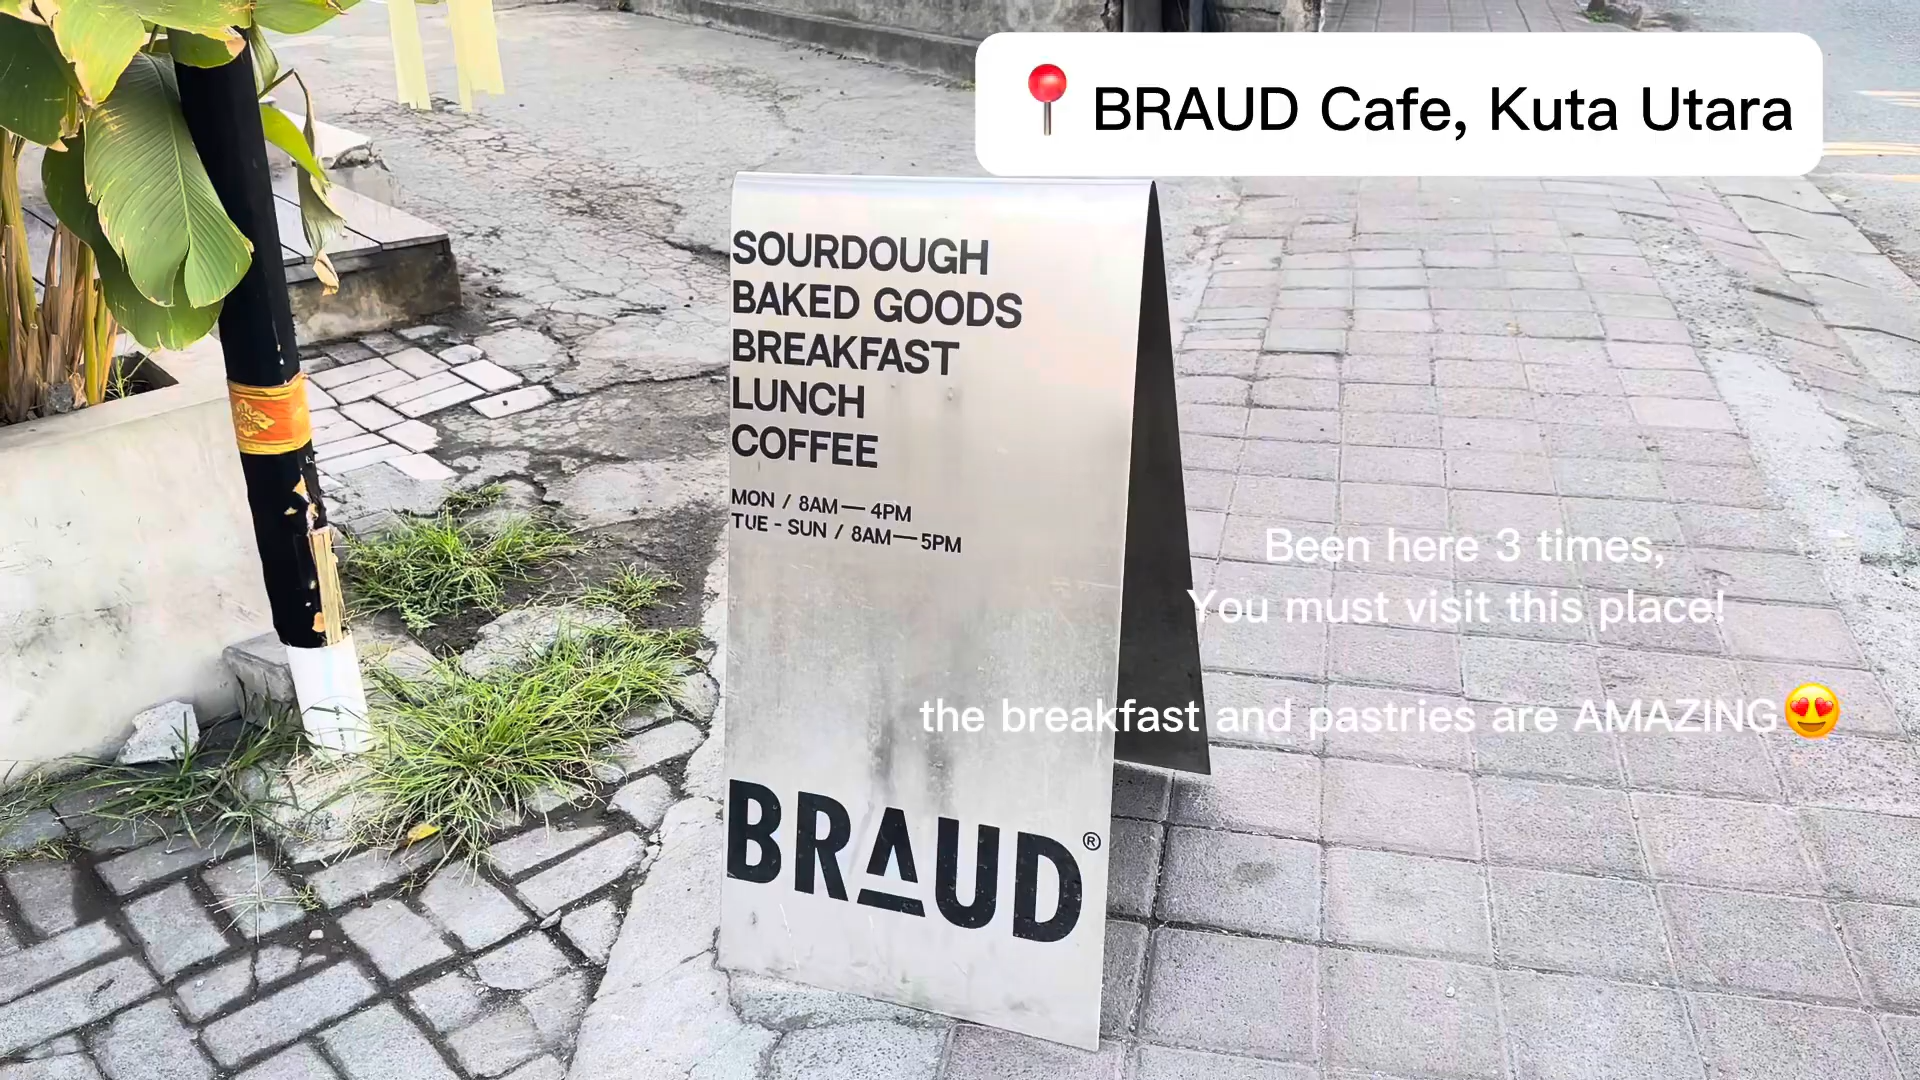 📍 BRAUD Cafe, Kuta Utara
SOURDOUGH
BAKED GOODS
BREAKFAST
LUNCH
COFFEE
MON / 8AM — 4PM
TUE - SUN / 8AM — 5PM
Been here 3 times,
You must visit this place!
the breakfast and pastries are AMAZING😍
BRAUD®